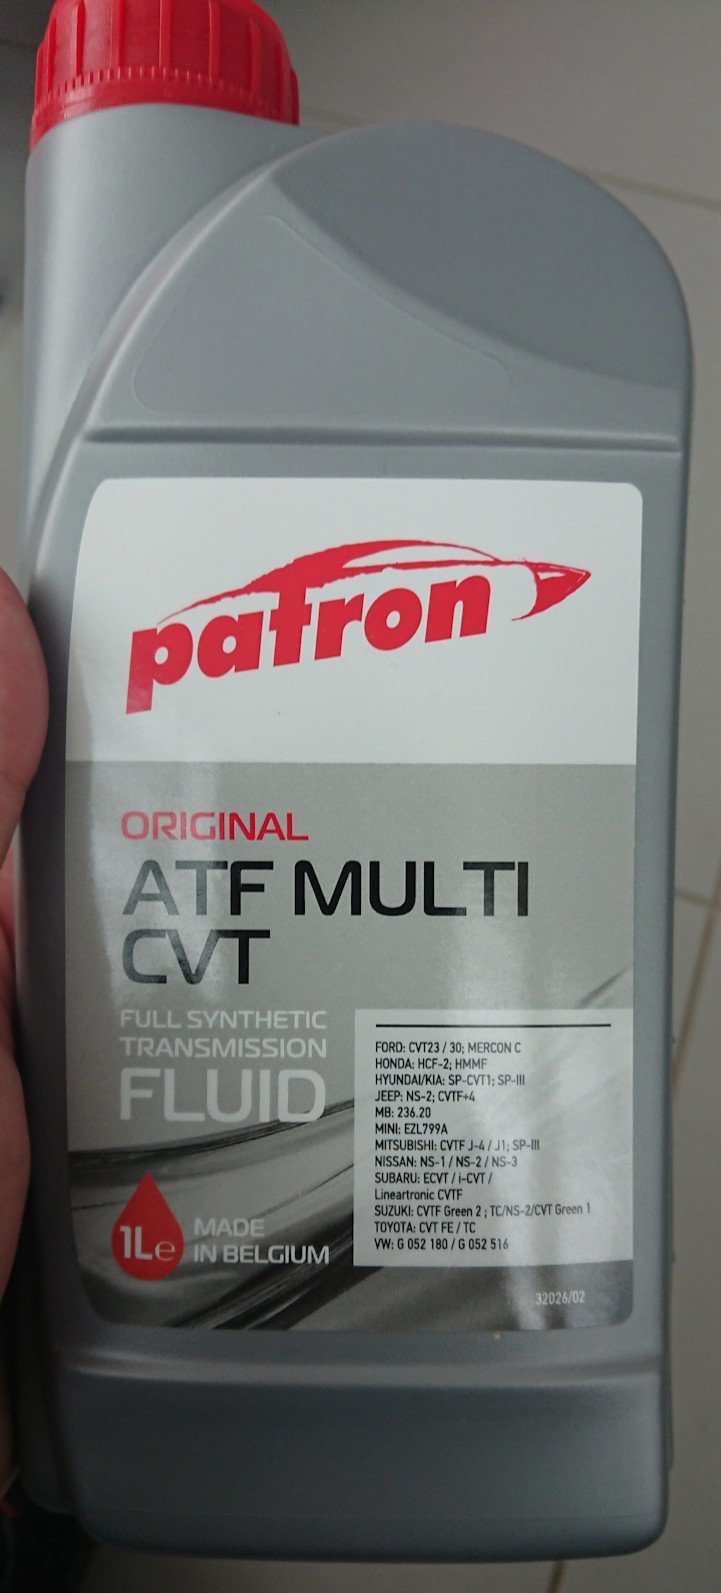 patron
ORIGINAL
ATF MULTI
CVT
FULL SYNTHETIC
TRANSMISSION
FLUID
FORD: CVT23 / 30; MERCON C
HONDA: HCF-2; HMMF
HYUNDAI/KIA: SP-CVT1; SP-III
JEEP: NS-2; CVTF+4
MB: 236.20
MINI: EZL799A
MITSUBISHI: CVTF J-4 / J1; SP-III
NISSAN: NS-1 / NS-2 / NS-3
SUBARU: ECVT / i-CVT /
Lineartronic CVTF
SUZUKI: CVTF Green 2 ; TC/NS-2/CVT Green 1
TOYOTA: CVT FE / TC
VW: G 052 180 / G 052 516
1Le
MADE
IN BELGIUM
32026/02